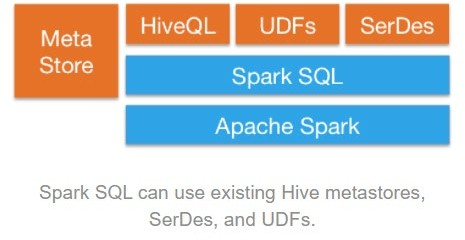 Meta
Store
HiveQL
UDFs
SerDes
Spark SQL
Apache Spark
Spark SQL can use existing Hive metastores,
SerDes, and UDFs.